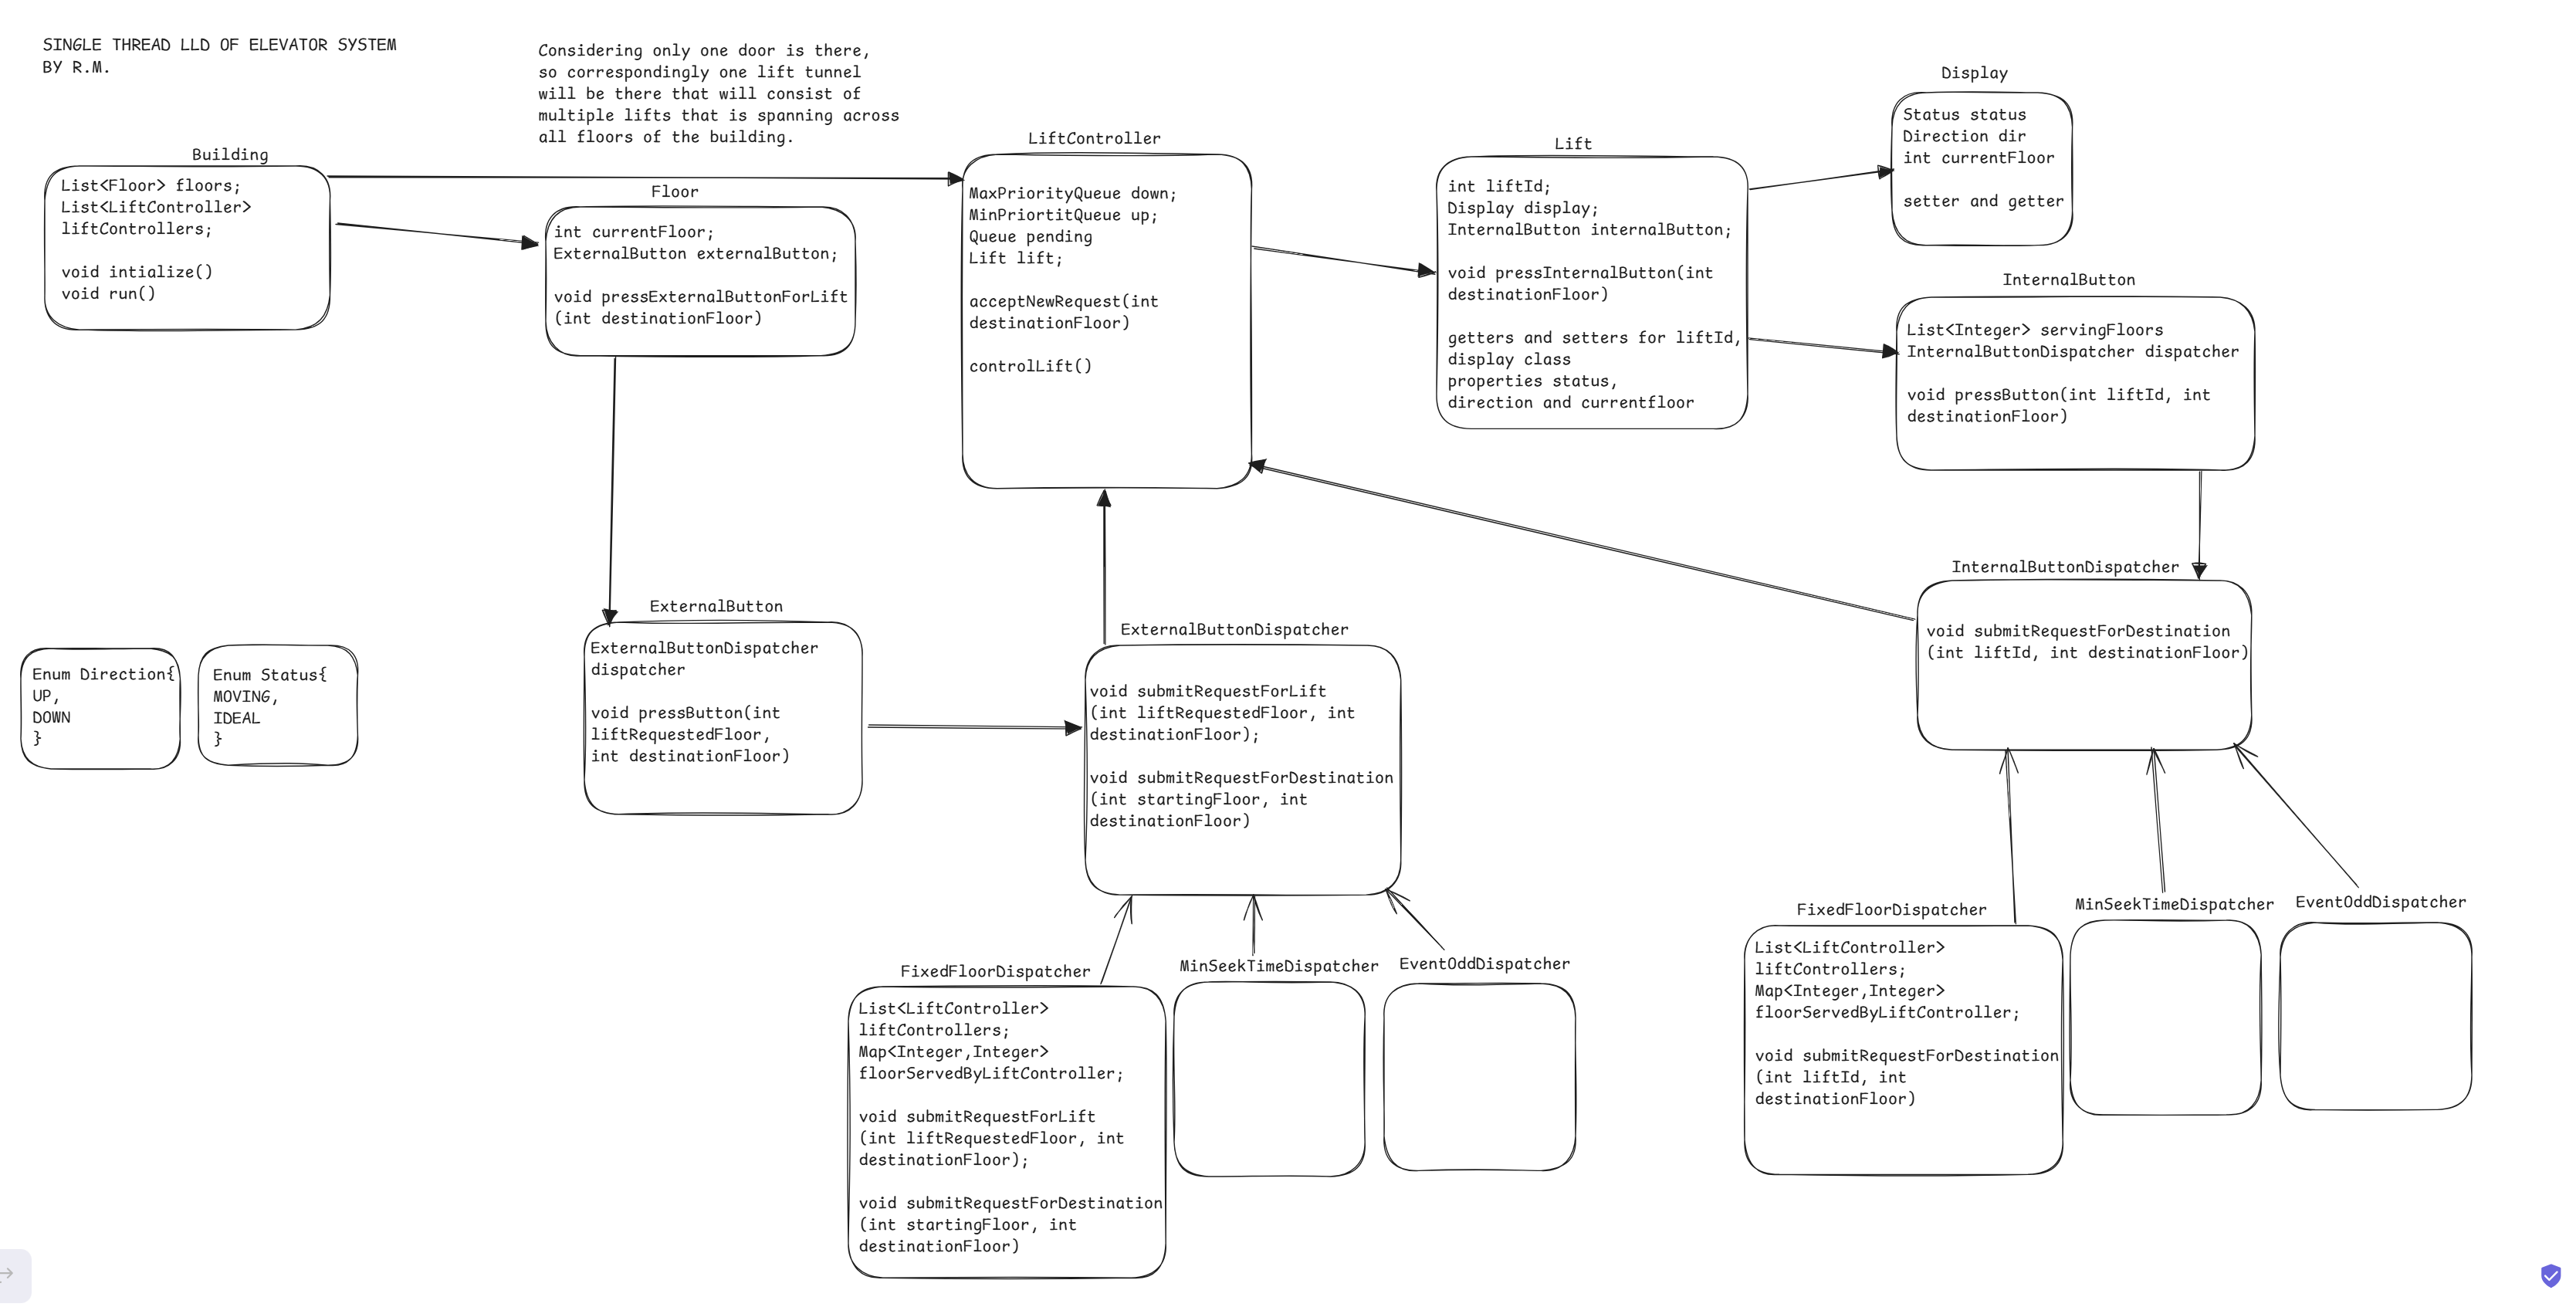 SINGLE THREAD LLD OF ELEVATOR SYSTEM
BY R.M.
Considering only one door is there,
so correspondingly one lift tunnel
will be there that will consist of
multiple lifts that is spanning across
all floors of the building.
Building
List<Floor> floors;
List<LiftController>
liftControllers;
void intialize()
void run()
Floor
int currentFloor;
ExternalButton externalButton;
void pressExternalButtonForLift
(int destinationFloor)
LiftController
MaxPriorityQueue down;
MinPriortitQueue up;
Queue pending
Lift lift;
acceptNewRequest(int
destinationFloor)
controlLift()
Lift
int liftId;
Display display;
InternalButton internalButton;
void pressInternalButton(int
destinationFloor)
getters and setters for liftId,
display class
properties status,
direction and currentfloor
Display
Status status
Direction dir
int currentFloor
setter and getter
InternalButton
List<Integer> servingFloors
InternalButtonDispatcher dispatcher
void pressButton(int liftId, int
destinationFloor)
Enum Direction{
UP,
DOWN
}
Enum Status{
MOVING,
IDEAL
}
ExternalButton
ExternalButtonDispatcher
dispatcher
void pressButton(int
liftRequestedFloor,
int destinationFloor)
ExternalButtonDispatcher
void submitRequestForLift
(int liftRequestedFloor, int
destinationFloor);
void submitRequestForDestination
(int startingFloor, int
destinationFloor)
InternalButtonDispatcher
void submitRequestForDestination
(int liftId, int destinationFloor)
FixedFloorDispatcher
List<LiftController>
liftControllers;
Map<Integer,Integer>
floorServedByLiftController;
void submitRequestForLift
(int liftRequestedFloor, int
destinationFloor);
void submitRequestForDestination
(int startingFloor, int
destinationFloor)
MinSeekTimeDispatcher
EventOddDispatcher
FixedFloorDispatcher
List<LiftController>
liftControllers;
Map<Integer,Integer>
floorServedByLiftController;
void submitRequestForDestination
(int liftId, int
destinationFloor)
MinSeekTimeDispatcher
EventOddDispatcher